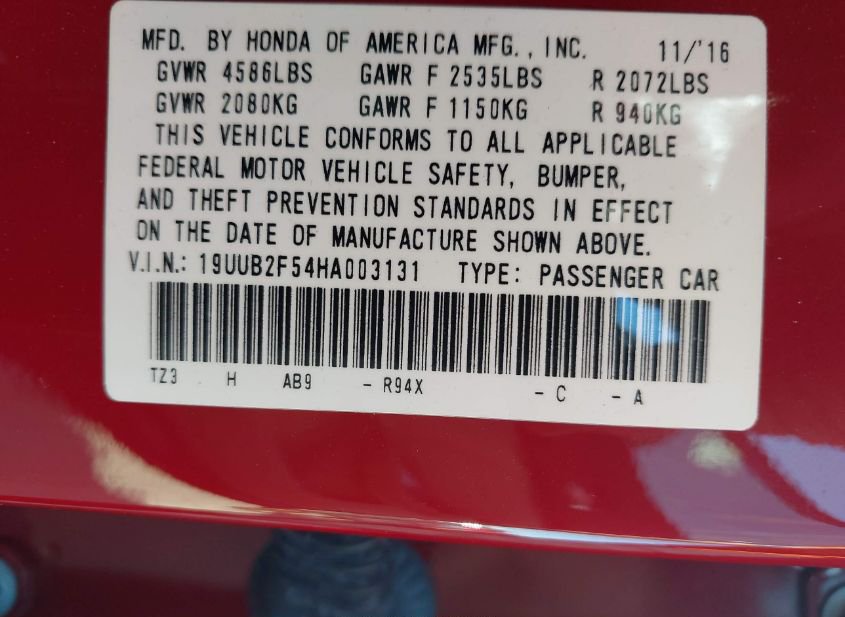 MFD. BY HONDA OF AMERICA MFG., INC. 11/'16
GVWR 4586LBS GAWR F 2535LBS R 2072LBS
GVWR 2080KG GAWR F 1150KG R 940KG
THIS VEHICLE CONFORMS TO ALL APPLICABLE
FEDERAL MOTOR VEHICLE SAFETY, BUMPER,
AND THEFT PREVENTION STANDARDS IN EFFECT
ON THE DATE OF MANUFACTURE SHOWN ABOVE.
V.I.N.: 19UUB2F54HA003131 TYPE: PASSENGER CAR
TZ3 H AB9 - R94X - C - A